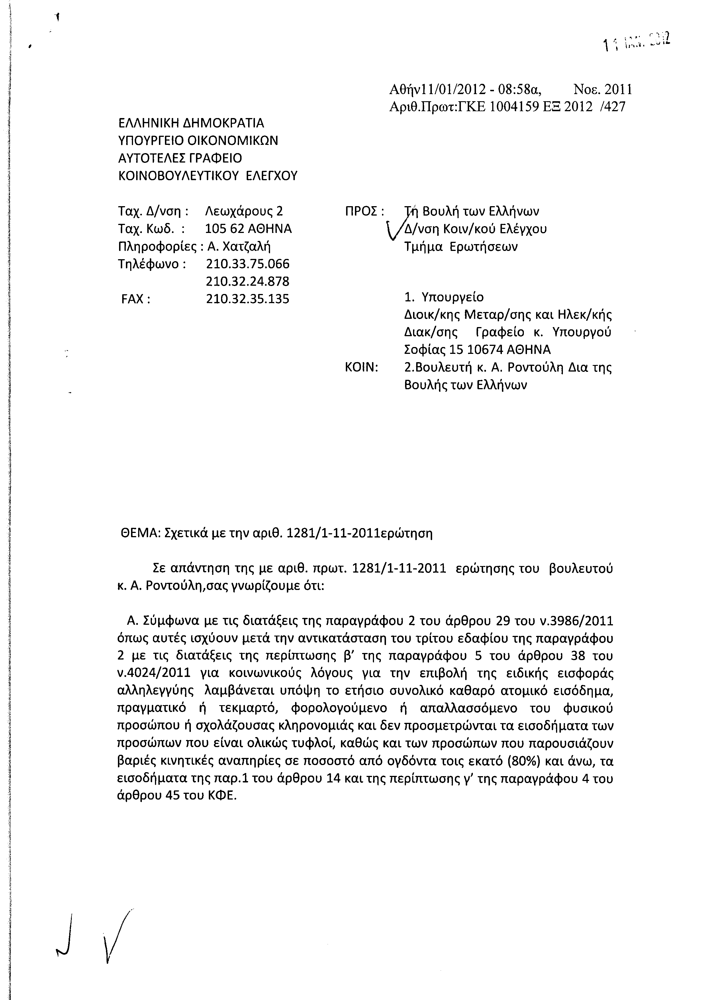 11 ΙΑΝ. 2012
Αθήν11/01/2012 - 08:58α, Νοε. 2011
Αριθ.Πρωτ:ΓΚΕ 1004159 ΕΞ 2012 /427
ΕΛΛΗΝΙΚΗ ΔΗΜΟΚΡΑΤΙΑ
ΥΠΟΥΡΓΕΙΟ ΟΙΚΟΝΟΜΙΚΩΝ
ΑΥΤΟΤΕΛΕΣ ΓΡΑΦΕΙΟ
ΚΟΙΝΟΒΟΥΛΕΥΤΙΚΟΥ ΕΛΕΓΧΟΥ
Ταχ. Δ/νση : Λεωχάρους 2
Ταχ. Κωδ. : 105 62 ΑΘΗΝΑ
Πληροφορίες : Α. Χατζαλή
Τηλέφωνο : 210.33.75.066
210.32.24.878
FAX : 210.32.35.135
ΠΡΟΣ : Τη Βουλή των Ελλήνων
Δ/νση Κοιν/κού Ελέγχου
Τμήμα Ερωτήσεων
1. Υπουργείο
Διοικ/κης Μεταρ/σης και Ηλεκ/κής
Διακ/σης Γραφείο κ. Υπουργού
Σοφίας 15 10674 ΑΘΗΝΑ
ΚΟΙΝ: 2.Βουλευτή κ. Α. Ροντούλη Δια της
Βουλής των Ελλήνων
ΘΕΜΑ: Σχετικά με την αριθ. 1281/1-11-2011ερώτηση
Σε απάντηση της με αριθ. πρωτ. 1281/1-11-2011 ερώτησης του βουλευτού
κ. Α. Ροντούλη,σας γνωρίζουμε ότι:
Α. Σύμφωνα με τις διατάξεις της παραγράφου 2 του άρθρου 29 του ν.3986/2011
όπως αυτές ισχύουν μετά την αντικατάσταση του τρίτου εδαφίου της παραγράφου
2 με τις διατάξεις της περίπτωσης β' της παραγράφου 5 του άρθρου 38 του
ν.4024/2011 για κοινωνικούς λόγους για την επιβολή της ειδικής εισφοράς
αλληλεγγύης λαμβάνεται υπόψη το ετήσιο συνολικό καθαρό ατομικό εισόδημα,
πραγματικό ή τεκμαρτό, φορολογούμενο ή απαλλασσόμενο του φυσικού
προσώπου ή σχολάζουσας κληρονομιάς και δεν προσμετρώνται τα εισοδήματα των
προσώπων που είναι ολικώς τυφλοί, καθώς και των προσώπων που παρουσιάζουν
βαριές κινητικές αναπηρίες σε ποσοστό από ογδόντα τοις εκατό (80%) και άνω, τα
εισοδήματα της παρ.1 του άρθρου 14 και της περίπτωσης γ' της παραγράφου 4 του
άρθρου 45 του ΚΦΕ.